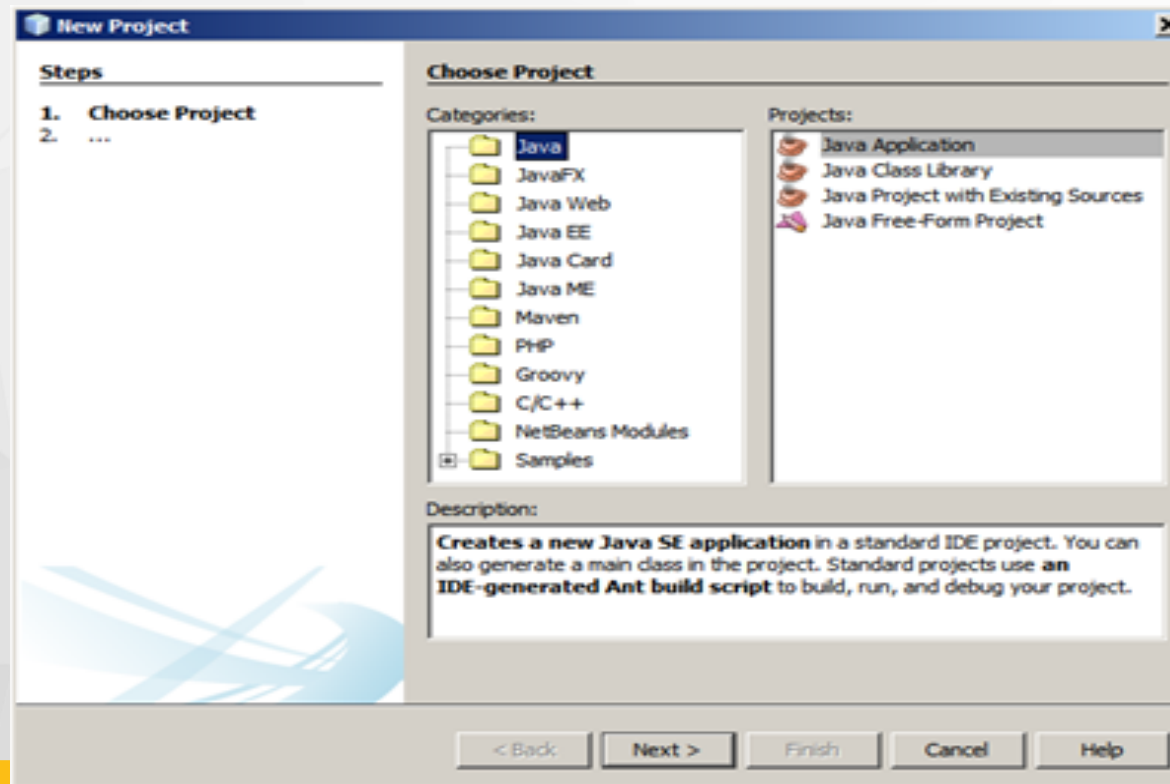 New Project
Steps
1. Choose Project
2. ...
Choose Project
Categories:
Java
JavaFX
Java Web
Java EE
Java Card
Java ME
Maven
PHP
Groovy
C/C++
NetBeans Modules
Samples
Projects:
Java Application
Java Class Library
Java Project with Existing Sources
Java Free-Form Project
Description:
Creates a new Java SE application in a standard IDE project. You can
also generate a main class in the project. Standard projects use an
IDE-generated Ant build script to build, run, and debug your project.
< Back
Next >
Finish
Cancel
Help